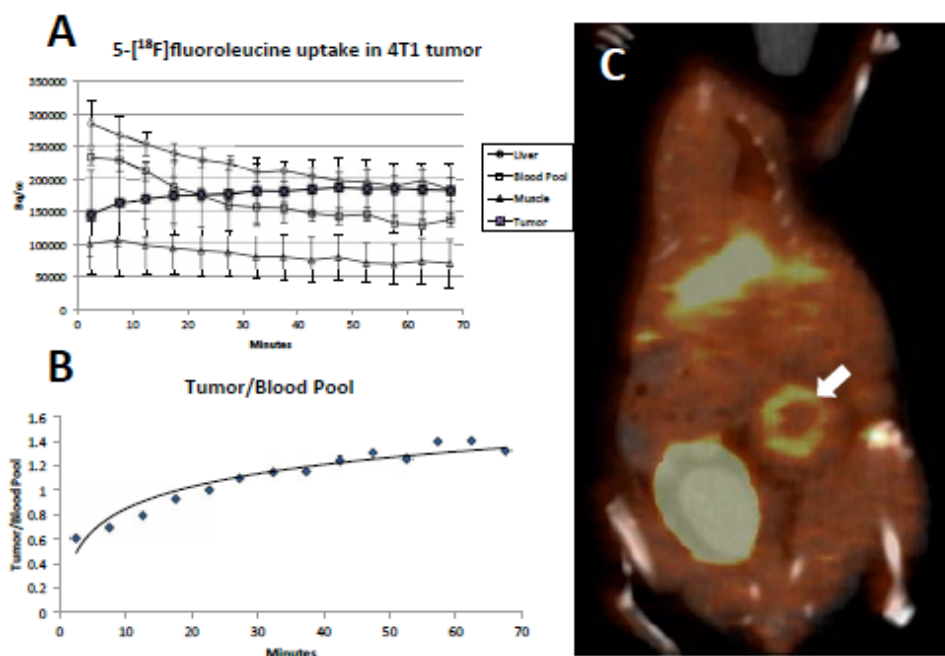 A
5-[¹⁸F]fluoroleucine uptake in 4T1 tumor
350000
300000
250000
200000
150000
100000
50000
0
Bq/cc
0 10 20 30 40 50 60 70
Minutes
Liver
Blood Pool
Muscle
Tumor
B
Tumor/Blood Pool
1.6
1.4
1.2
1
0.8
0.6
0.4
0.2
0
Tumor/Blood Pool
0 10 20 30 40 50 60 70
Minutes
C